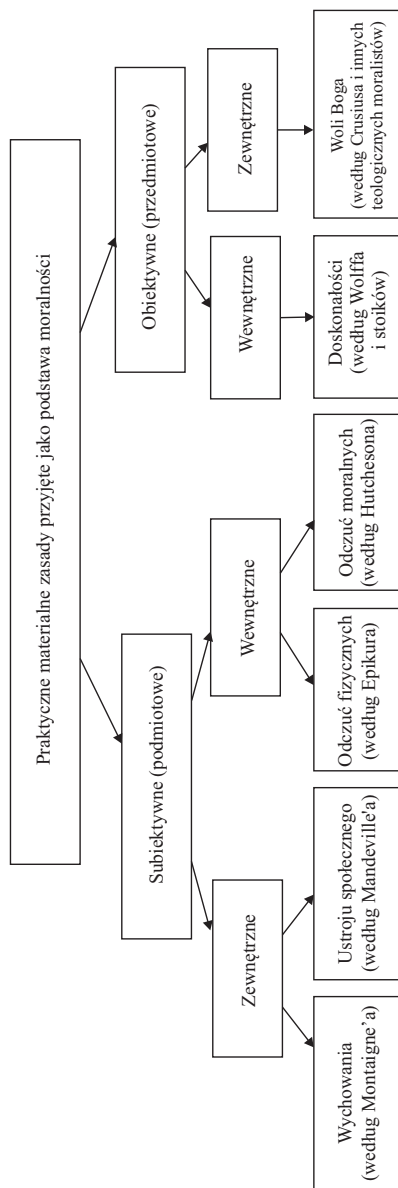 Praktyczne materialne zasady przyjęte jako podstawa moralności
Subiektywne (podmiotowe)
Obiektywne (przedmiotowe)
Zewnętrzne
Wewnętrzne
Wewnętrzne
Zewnętrzne
Wychowania
(według Montaigne’a)
Ustroju społecznego
(według Mandeville'a)
Odczuć fizycznych
(według Epikura)
Odczuć moralnych
(według Hutchesona)
Doskonałości
(według Wolffa
i stoików)
Woli Boga
(według Crusiusa i innych
teologicznych moralistów)